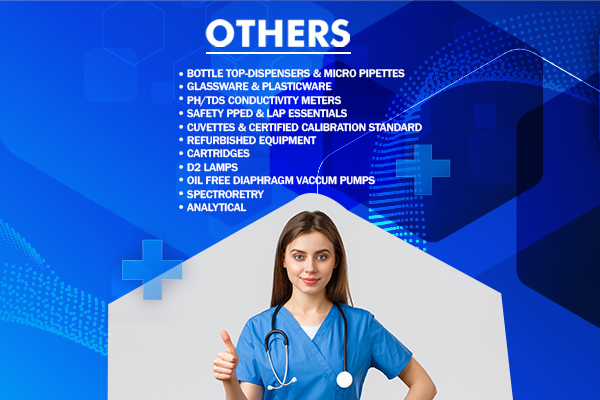 OTHERS
• BOTTLE TOP-DISPENSERS & MICRO PIPETTES
• GLASSWARE & PLASTICWARE
• PH/TDS CONDUCTIVITY METERS
• SAFETY PPED & LAP ESSENTIALS
• CUVETTES & CERTIFIED CALIBRATION STANDARD
• REFURBISHED EQUIPMENT
• CARTRIDGES
• D2 LAMPS
• OIL FREE DIAPHRAGM VACCUM PUMPS
• SPECTRORETRY
• ANALYTICAL